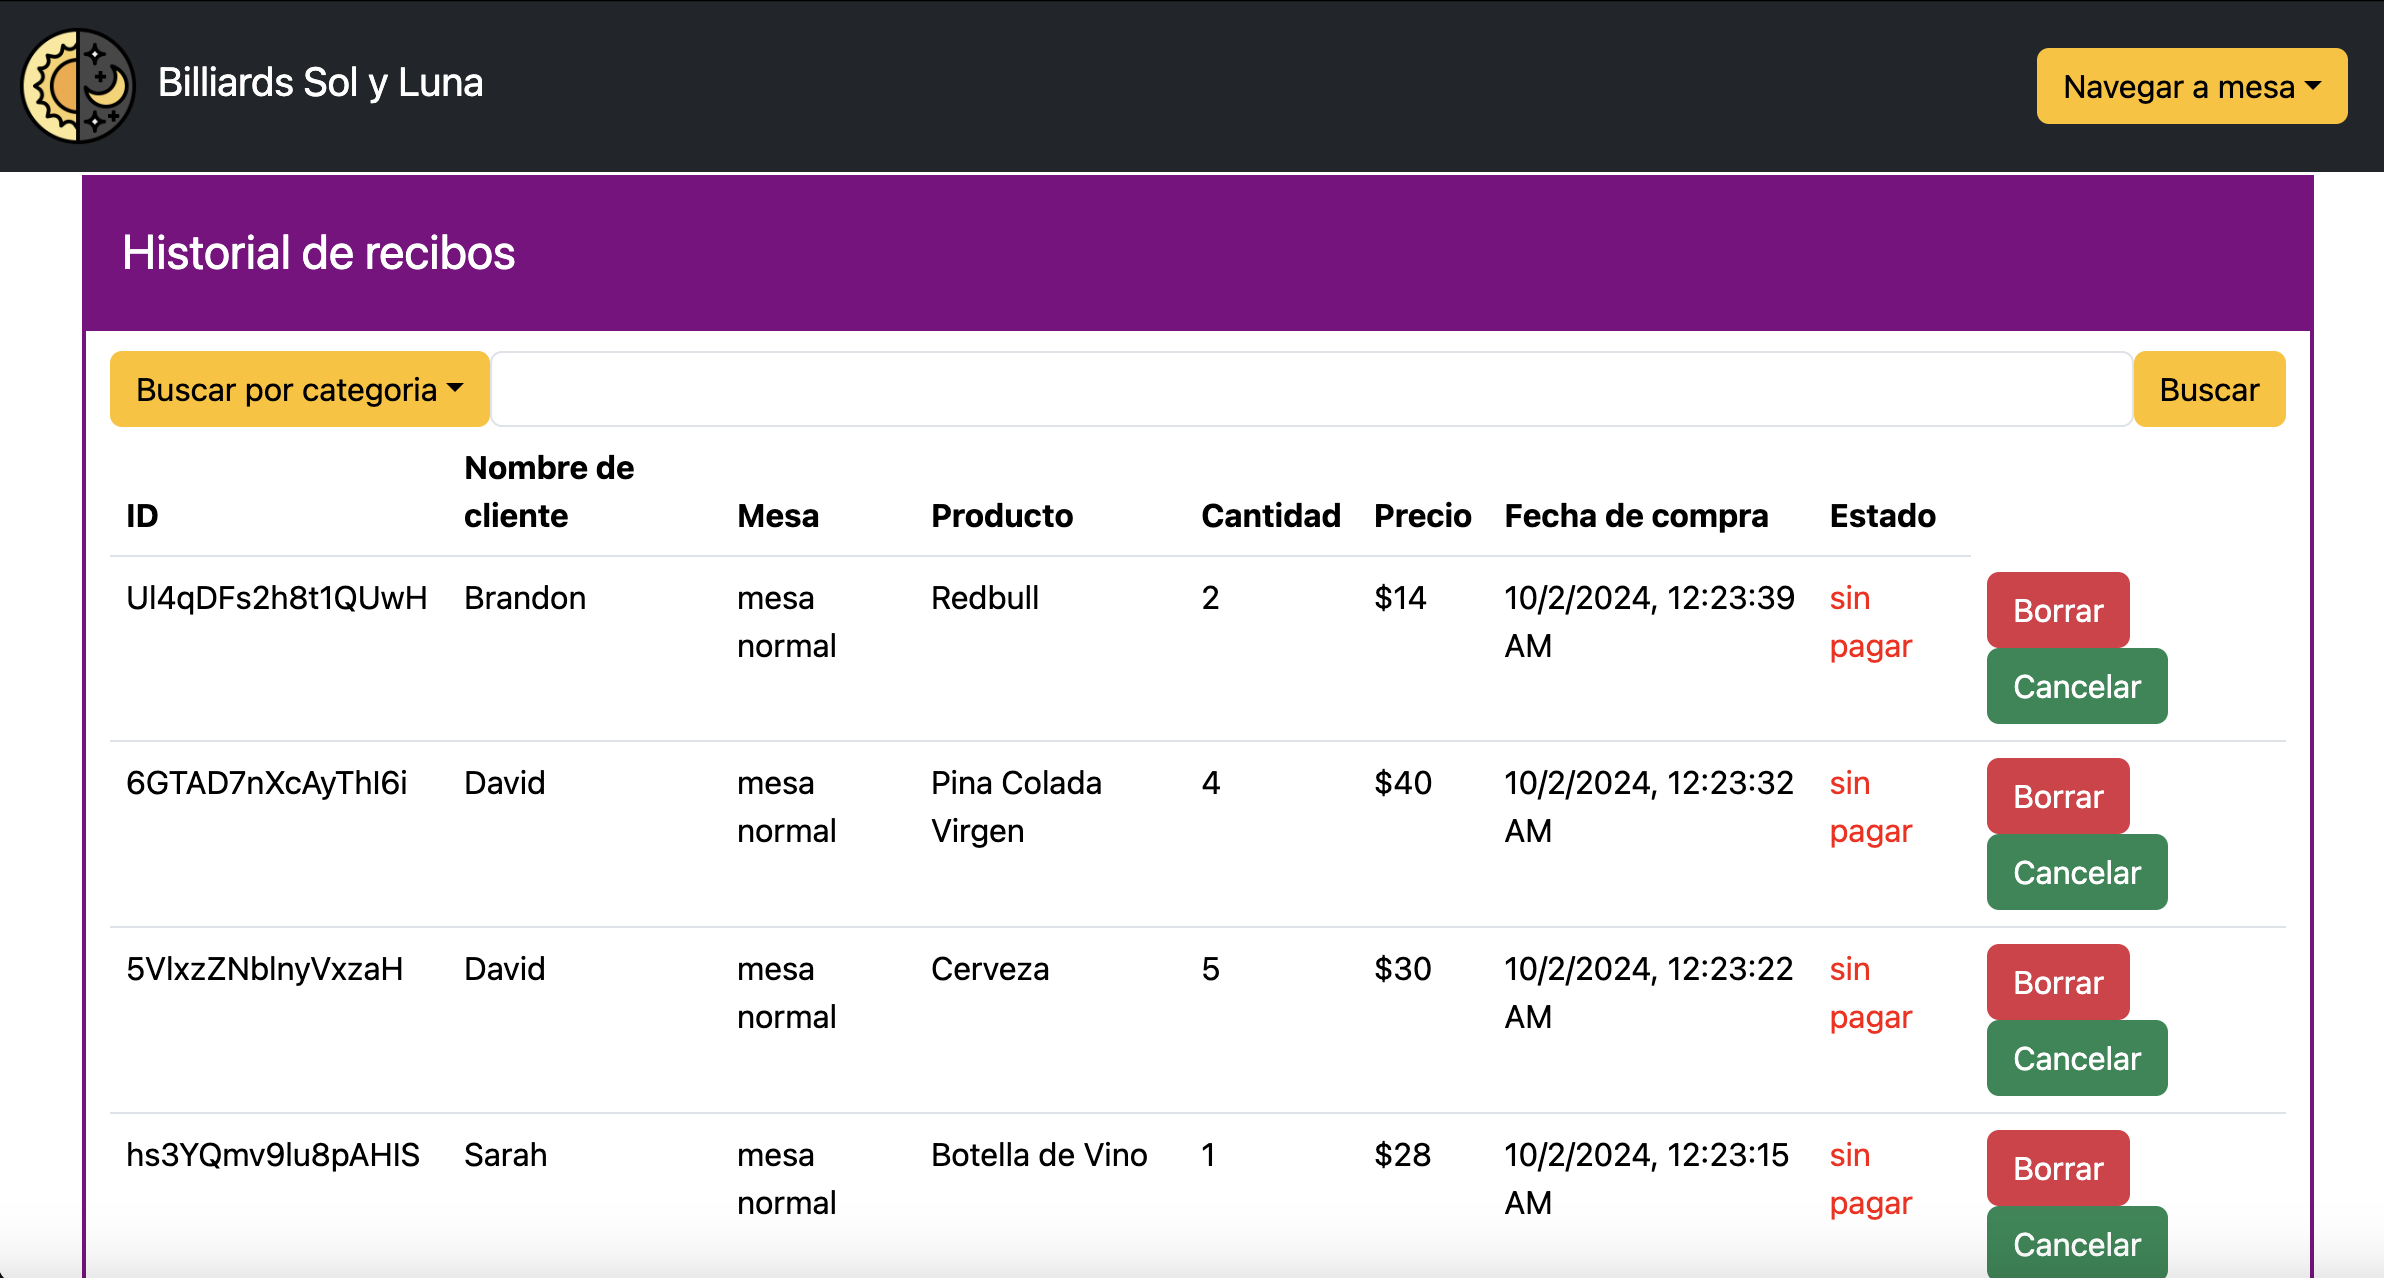 Billiards Sol y Luna
Navegar a mesa
Historial de recibos
Buscar por categoria
Buscar
ID Nombre de cliente Mesa Producto Cantidad Precio Fecha de compra Estado
Ul4qDFs2h8t1QUwH Brandon mesa normal Redbull 2 $14 10/2/2024, 12:23:39 AM sin pagar
Borrar
Cancelar
6GTAD7nXcAyThI6i David mesa normal Pina Colada Virgen 4 $40 10/2/2024, 12:23:32 AM sin pagar
Borrar
Cancelar
5VlxzZNblnyVxzaH David mesa normal Cerveza 5 $30 10/2/2024, 12:23:22 AM sin pagar
Borrar
Cancelar
hs3YQmv9lu8pAHIS Sarah mesa normal Botella de Vino 1 $28 10/2/2024, 12:23:15 AM sin pagar
Borrar
Cancelar